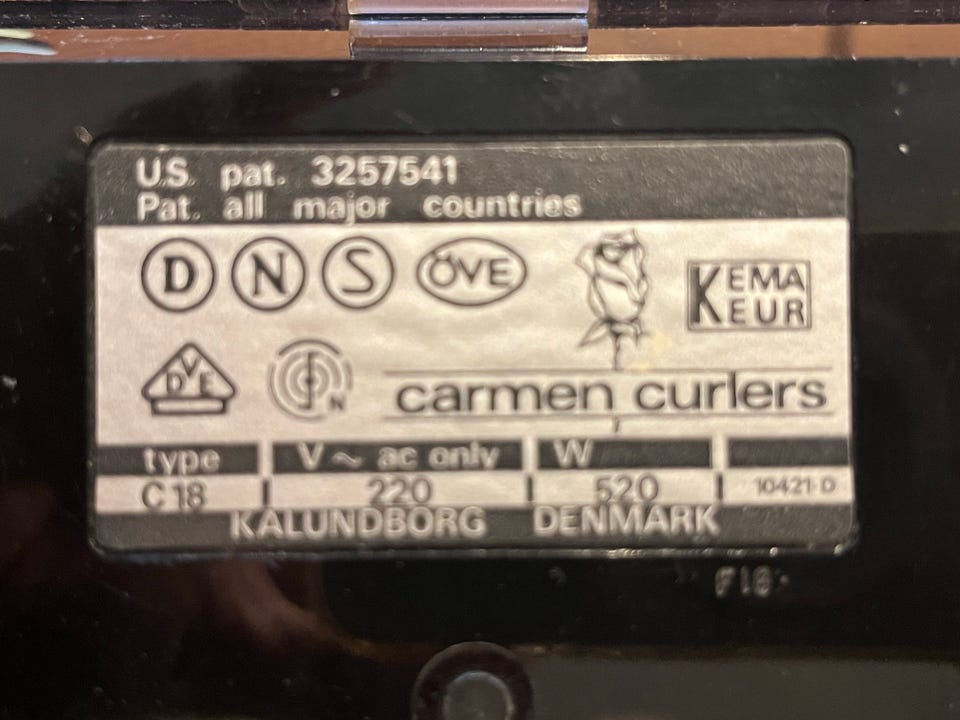 U.S. pat. 3257541
Pat. all major countries
D N S ÖVE KEMA KEUR
VDE N
carmen curlers
type V ~ ac only W
C18 220 520 10421-D
KALUNDBORG DENMARK